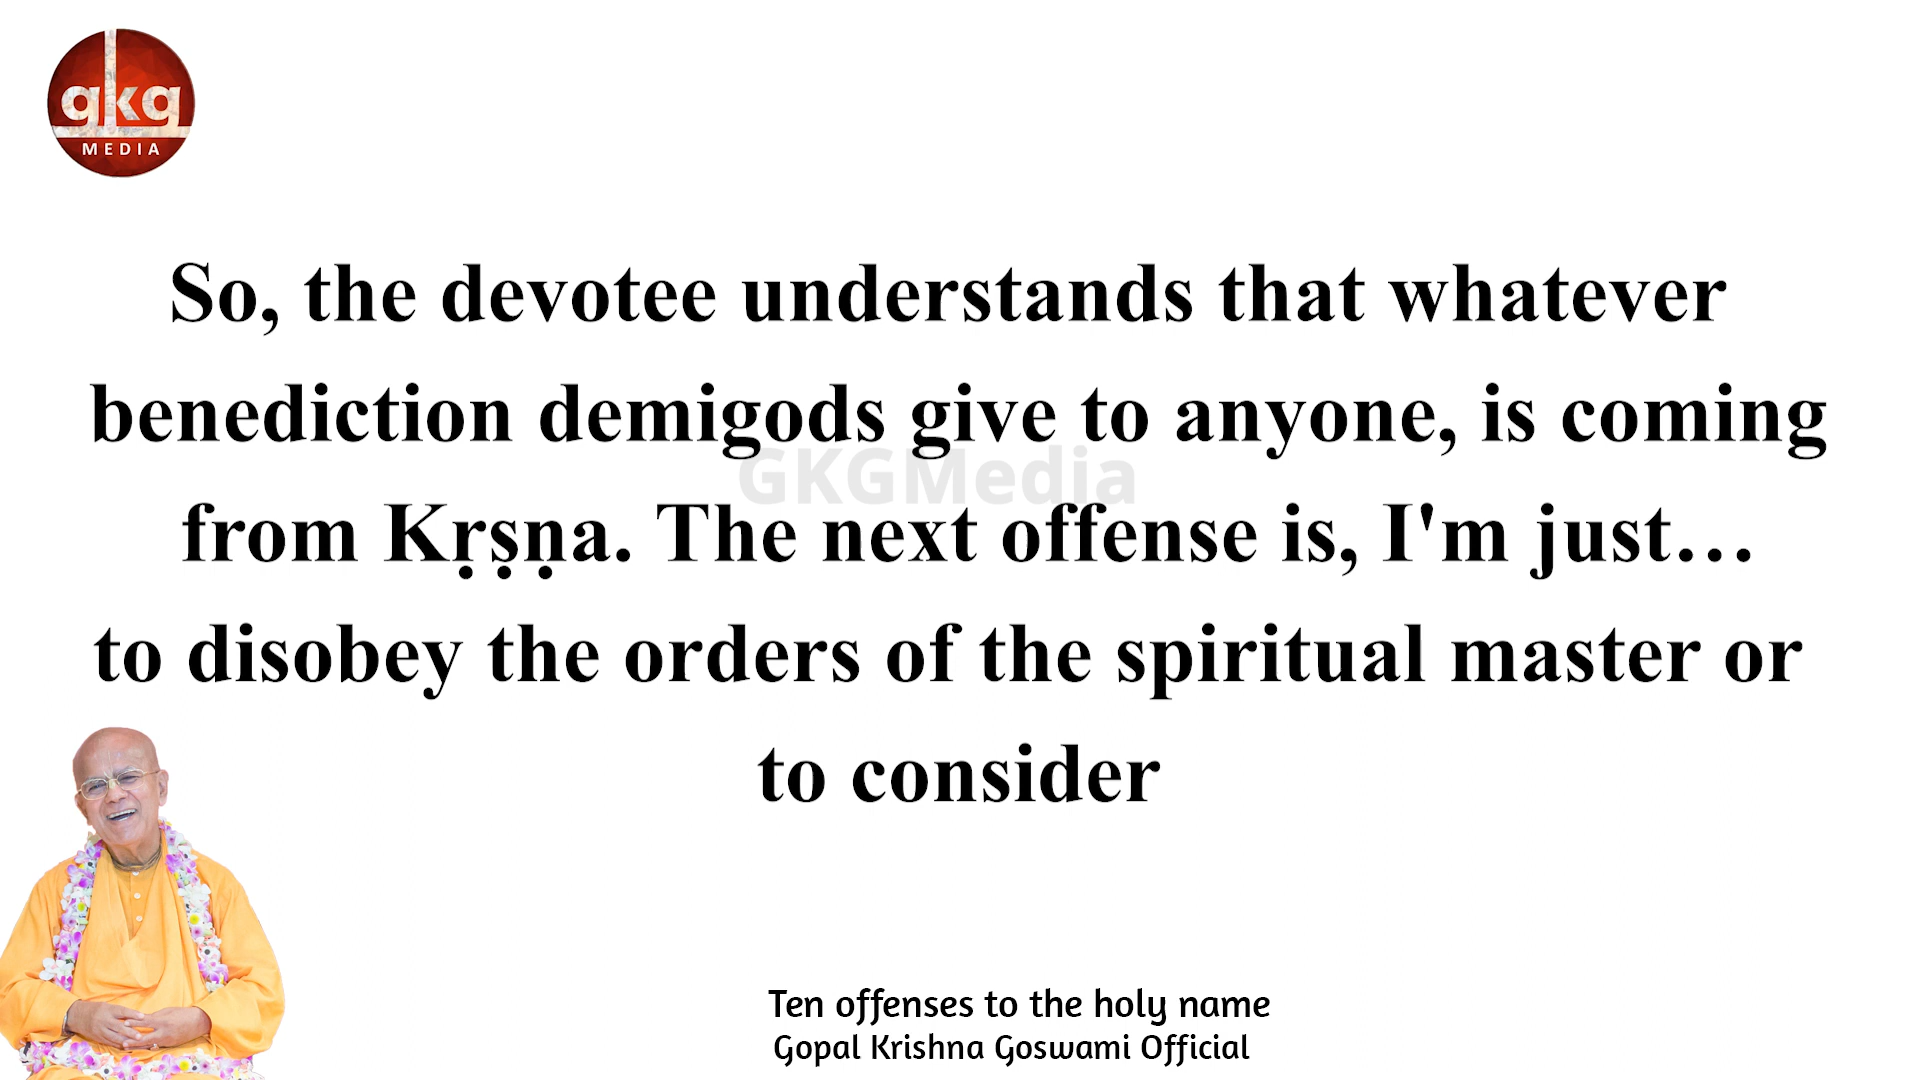 gkg
MEDIA
So, the devotee understands that whatever
benediction demigods give to anyone, is coming
GKGMedia
from Kṛṣṇa. The next offense is, I'm just…
to disobey the orders of the spiritual master or
to consider
Ten offenses to the holy name
Gopal Krishna Goswami Official